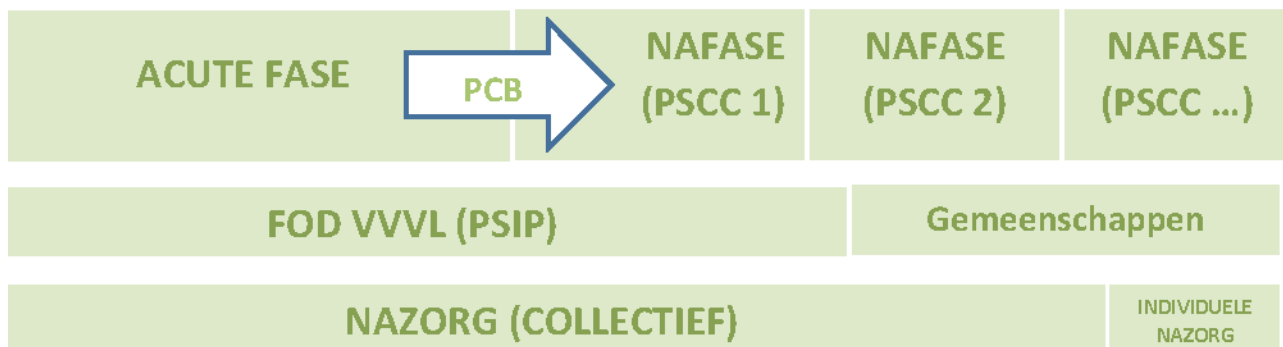 ACUTE FASE
PCB
NAFASE
(PSCC 1)
NAFASE
(PSCC 2)
NAFASE
(PSCC ...)
FOD VVVL (PSIP)
Gemeenschappen
NAZORG (COLLECTIEF)
INDIVIDUELE
NAZORG